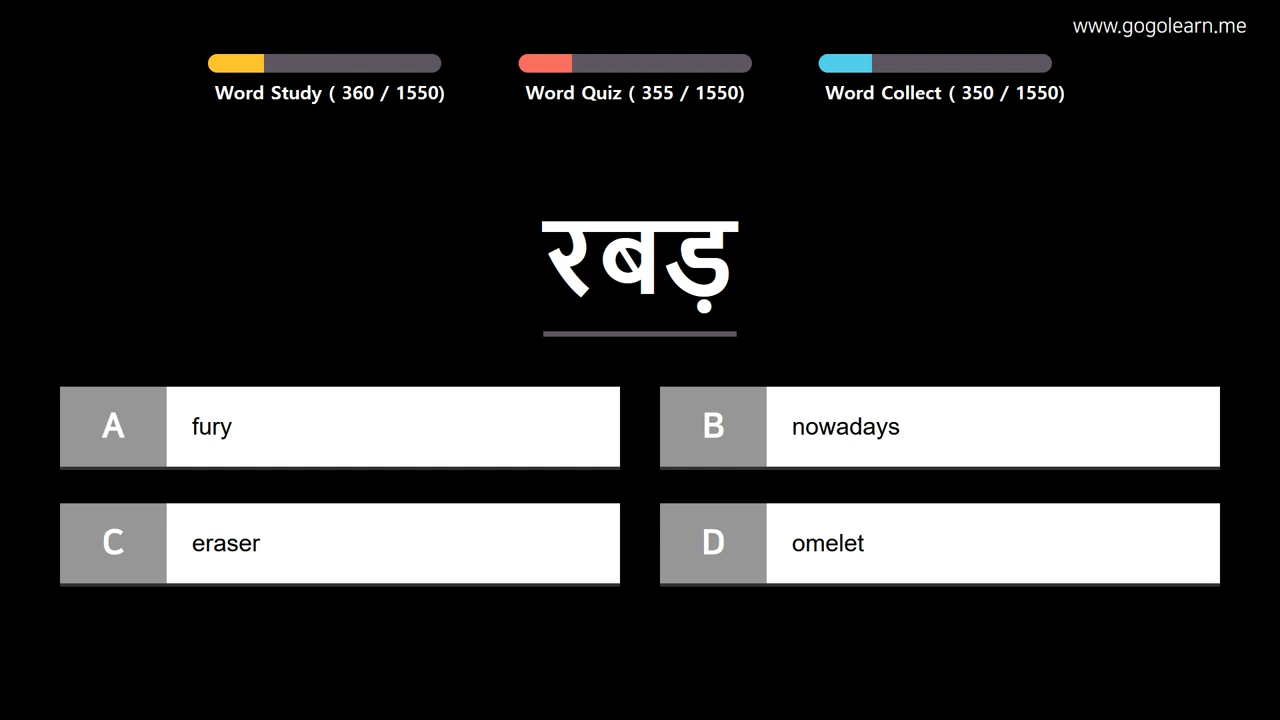 www.gogolearn.me
Word Study ( 360 / 1550)
Word Quiz ( 355 / 1550)
Word Collect ( 350 / 1550)
रबड़
A fury
B nowadays
C eraser
D omelet